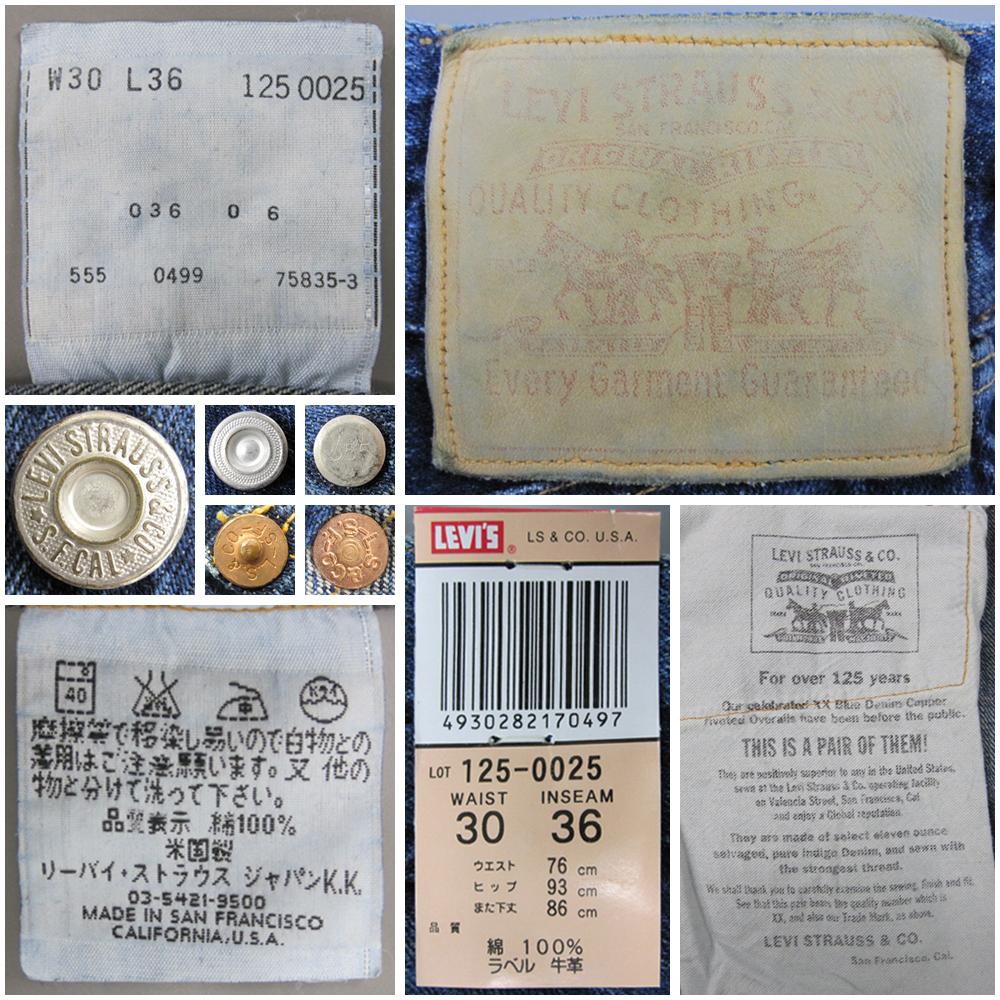 W30 L36 125 0025
036 0 6
555 0499 75835-3
LEVI STRAUSS & CO.
SAN FRANCISCO.CAL.
QUALITY CLOTHING XX
Every Garment Guaranteed
LEVI STRAUSS & CO.
S.F.CAL.
40
摩擦等で移染し易いので白物との
着用はご注意願います。又 他の
物と分けて洗って下さい。
品質表示 綿100%
米国製
リーバイ・ストラウス ジャパンK.K.
03-5421-9500
MADE IN SAN FRANCISCO
CALIFORNIA,U.S.A.
LEVI'S® LS & CO. U.S.A.
4930282170497
LOT 125-0025
WAIST INSEAM
30 36
ウエスト 76 cm
ヒップ 93 cm
また下丈 86 cm
品質
綿 100%
ラベル 牛革
LEVI STRAUSS & CO.
SAN FRANCISCO.CAL.
ORIGINAL RIVETED
QUALITY CLOTHING
TRADE MARK
For over 125 years
Our celebrated XX Blue Denim Copper
riveted Overalls have been before the public.
THIS IS A PAIR OF THEM!
They are positively superior to any in the United States,
sewn at the Levi Strauss & Co. operating facility
on Valencia Street, San Francisco, Cal.
and enjoy a Global reputation.
They are made of select eleven ounce
selvaged, pure indigo Denim, and sewn with
the strongest thread.
We shall thank you to carefully examine the sewing, finish and fit.
See that this pair bears the quality number which is
XX, and also our Trade Mark, as above.
LEVI STRAUSS & CO.
San Francisco, Cal.